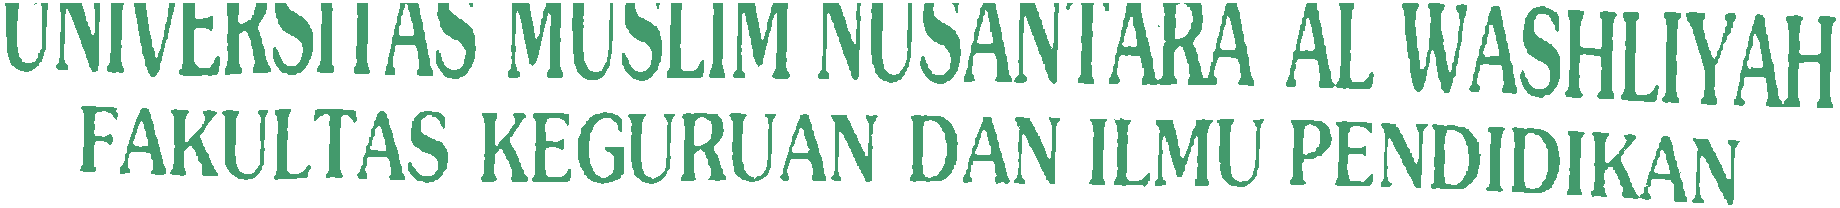 UNIVERSITAS MUSLIM NUSANTARA AL WASHLIYAH
FAKULTAS KEGURUAN DAN ILMU PENDIDIKAN